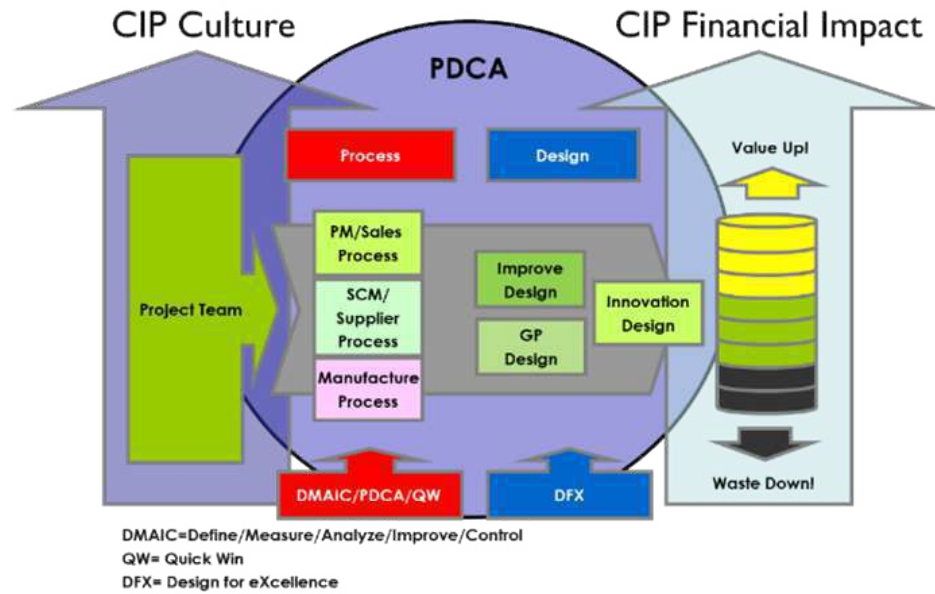 CIP Culture
CIP Financial Impact
PDCA
Process
Design
Value Up!
PM/Sales
Process
SCM/
Supplier
Process
Manufacture
Process
Improve
Design
GP
Design
Innovation
Design
Project Team
Waste Down!
DMAIC/PDCA/QW
DFX
DMAIC=Define/Measure/Analyze/Improve/Control
QW= Quick Win
DFX= Design for eXcellence